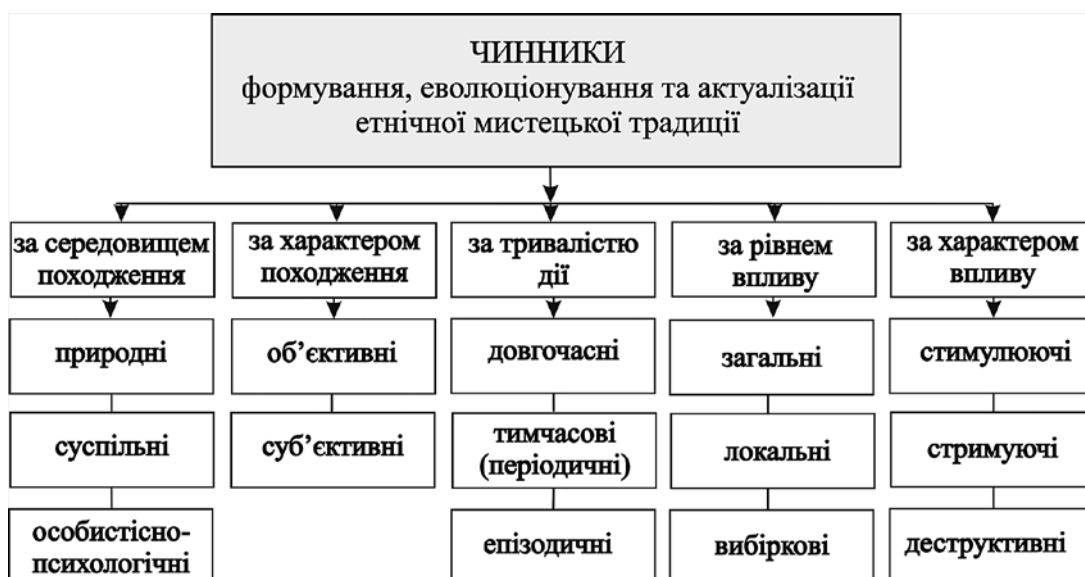 ЧИННИКИ
формування, еволюціонування та актуалізації
етнічної мистецької традиції
за середовищем
походження
за характером
походження
за тривалістю
дії
за рівнем
впливу
за характером
впливу
природні
об’єктивні
довгочасні
загальні
стимулюючі
суспільні
суб’єктивні
тимчасові
(періодичні)
локальні
стримуючі
особистісно-
психологічні
епізодичні
вибіркові
деструктивні